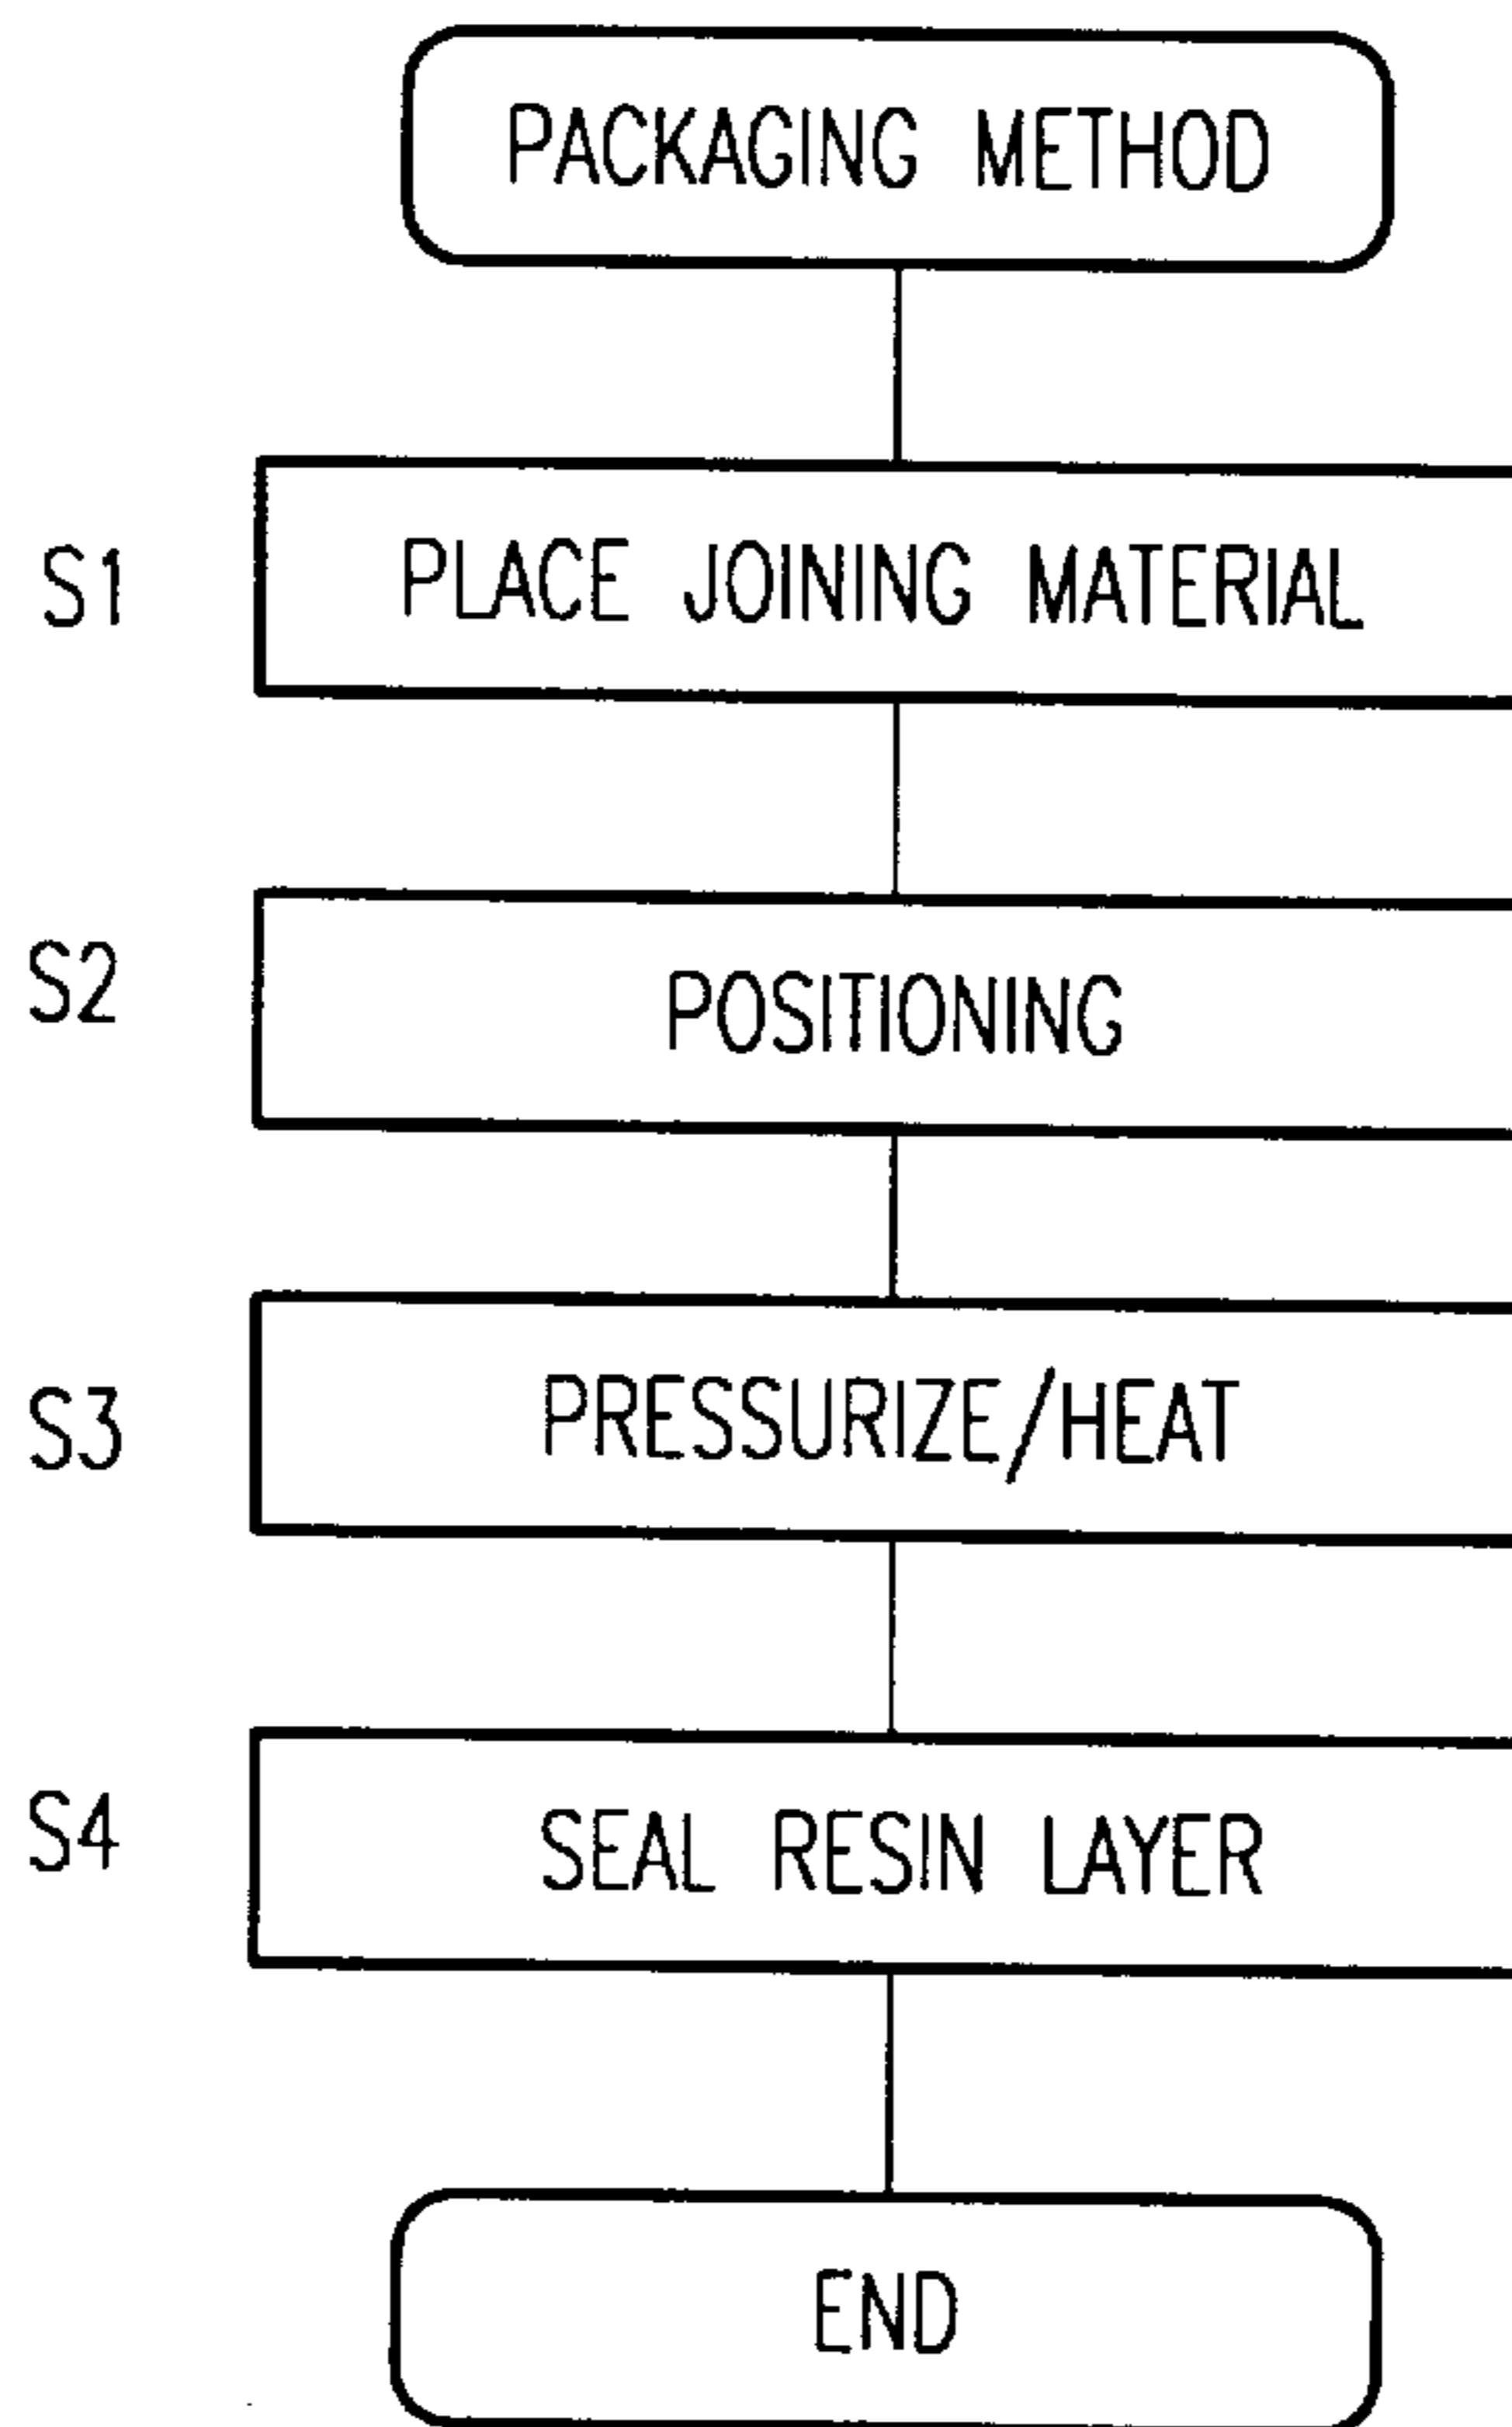 PACKAGING METHOD
S1 PLACE JOINING MATERIAL
S2 POSITIONING
S3 PRESSURIZE/HEAT
S4 SEAL RESIN LAYER
END